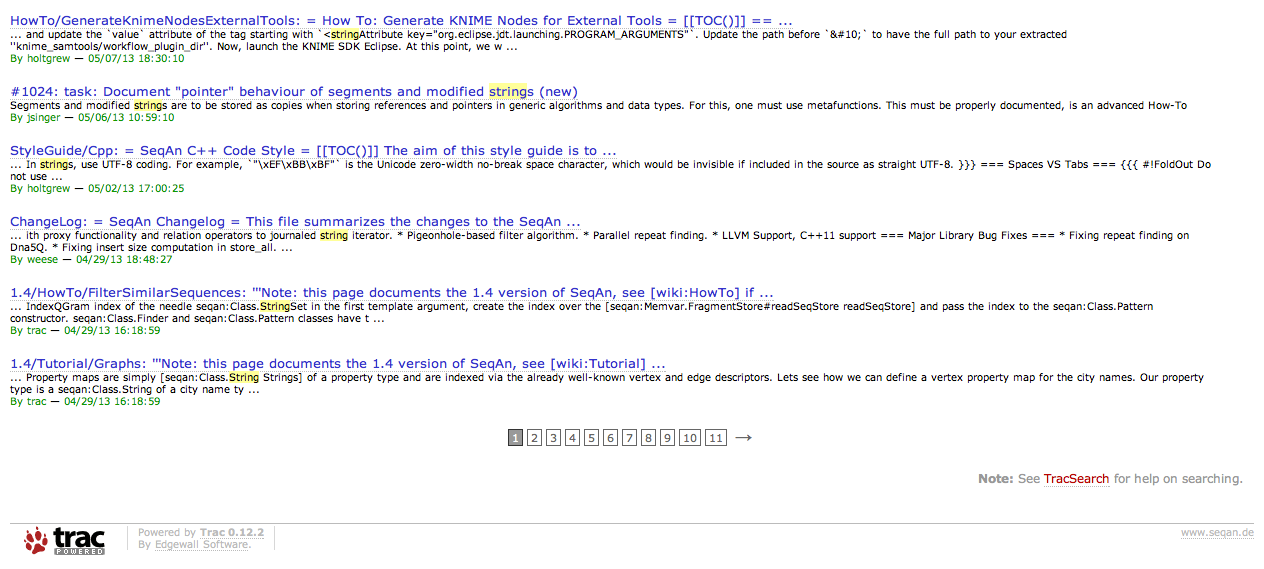 HowTo/GenerateKnimeNodesExternalTools: = How To: Generate KNIME Nodes for External Tools = [[TOC()]] == ...
... and update the `value` attribute of the tag starting with `<stringAttribute key="org.eclipse.jdt.launching.PROGRAM_ARGUMENTS"`. Update the path before `&#10;` to have the full path to your extracted
"knime_samtools/workflow_plugin_dir". Now, launch the KNIME SDK Eclipse. At this point, we w ...
By holtgrew — 05/07/13 18:30:10
#1024: task: Document "pointer" behaviour of segments and modified strings (new)
Segments and modified strings are to be stored as copies when storing references and pointers in generic algorithms and data types. For this, one must use metafunctions. This must be properly documented, is an advanced How-To
By jsinger — 05/06/13 10:59:10
StyleGuide/Cpp: = SeqAn C++ Code Style = [[TOC()]] The aim of this style guide is to ...
... In strings, use UTF-8 coding. For example, `"\xEF\xBB\xBF"` is the Unicode zero-width no-break space character, which would be invisible if included in the source as straight UTF-8. }}} === Spaces VS Tabs === {{{ #!FoldOut Do
not use ...
By holtgrew — 05/02/13 17:00:25
ChangeLog: = SeqAn Changelog = This file summarizes the changes to the SeqAn ...
... ith proxy functionality and relation operators to journaled string iterator. * Pigeonhole-based filter algorithm. * Parallel repeat finding. * LLVM Support, C++11 support === Major Library Bug Fixes === * Fixing repeat finding on
Dna5Q. * Fixing insert size computation in store_all. ...
By weese — 04/29/13 18:48:27
1.4/HowTo/FilterSimilarSequences: '''Note: this page documents the 1.4 version of SeqAn, see [wiki:HowTo] if ...
... IndexQGram index of the needle seqan:Class.StringSet in the first template argument, create the index over the [seqan:Memvar.FragmentStore#readSeqStore readSeqStore] and pass the index to the seqan:Class.Pattern
constructor. seqan:Class.Finder and seqan:Class.Pattern classes have t ...
By trac — 04/29/13 16:18:59
1.4/Tutorial/Graphs: '''Note: this page documents the 1.4 version of SeqAn, see [wiki:Tutorial] ...
... Property maps are simply [seqan:Class.String Strings] of a property type and are indexed via the already well-known vertex and edge descriptors. Lets see how we can define a vertex property map for the city names. Our property
type is a seqan:Class.String of a city name ty ...
By trac — 04/29/13 16:18:59
1 2 3 4 5 6 7 8 9 10 11 →
Note: See TracSearch for help on searching.
trac
POWERED
Powered by Trac 0.12.2
By Edgewall Software.
www.seqan.de